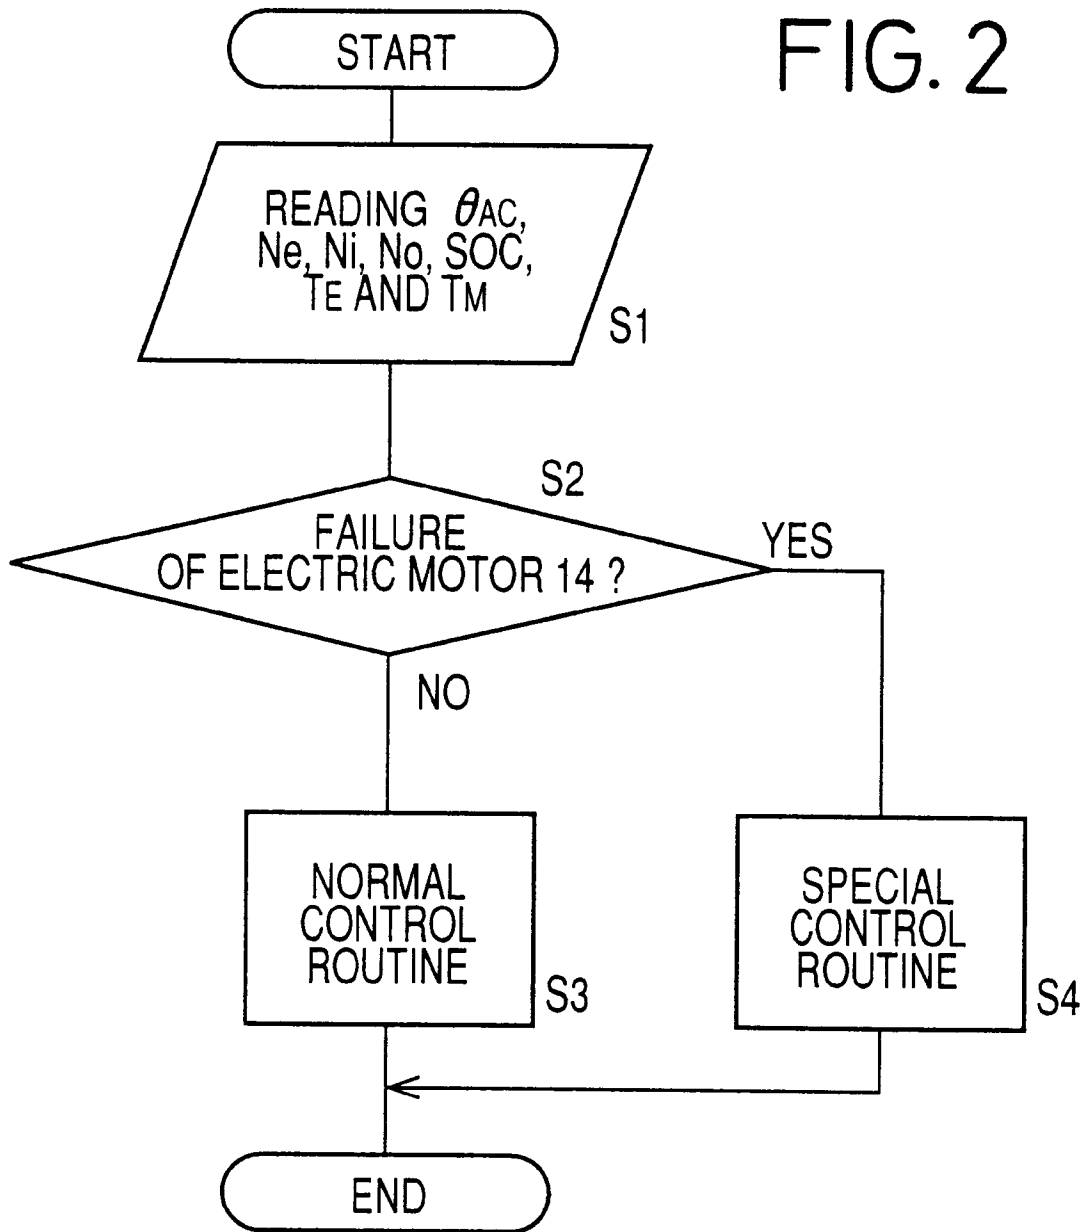 FIG. 2
START
READING θAC,
Ne, Ni, No, SOC,
TE AND TM
S1
S2
FAILURE
OF ELECTRIC MOTOR 14 ?
YES
NO
NORMAL
CONTROL
ROUTINE
S3
SPECIAL
CONTROL
ROUTINE
S4
END